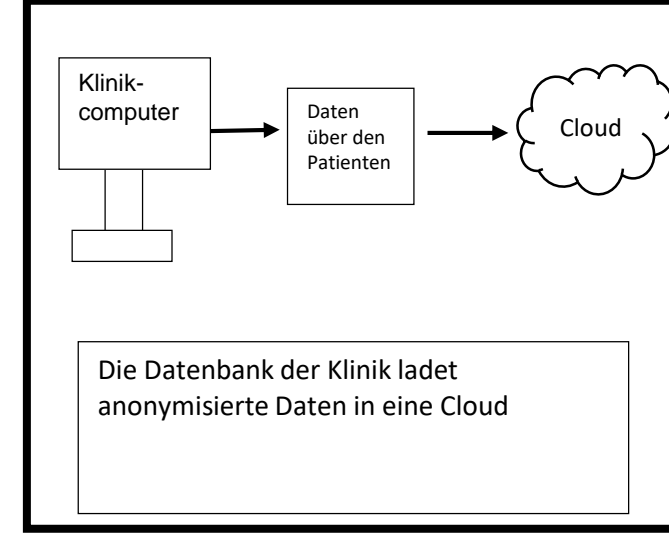 Klinik-
computer
Daten
über den
Patienten
Cloud
Die Datenbank der Klinik ladet
anonymisierte Daten in eine Cloud